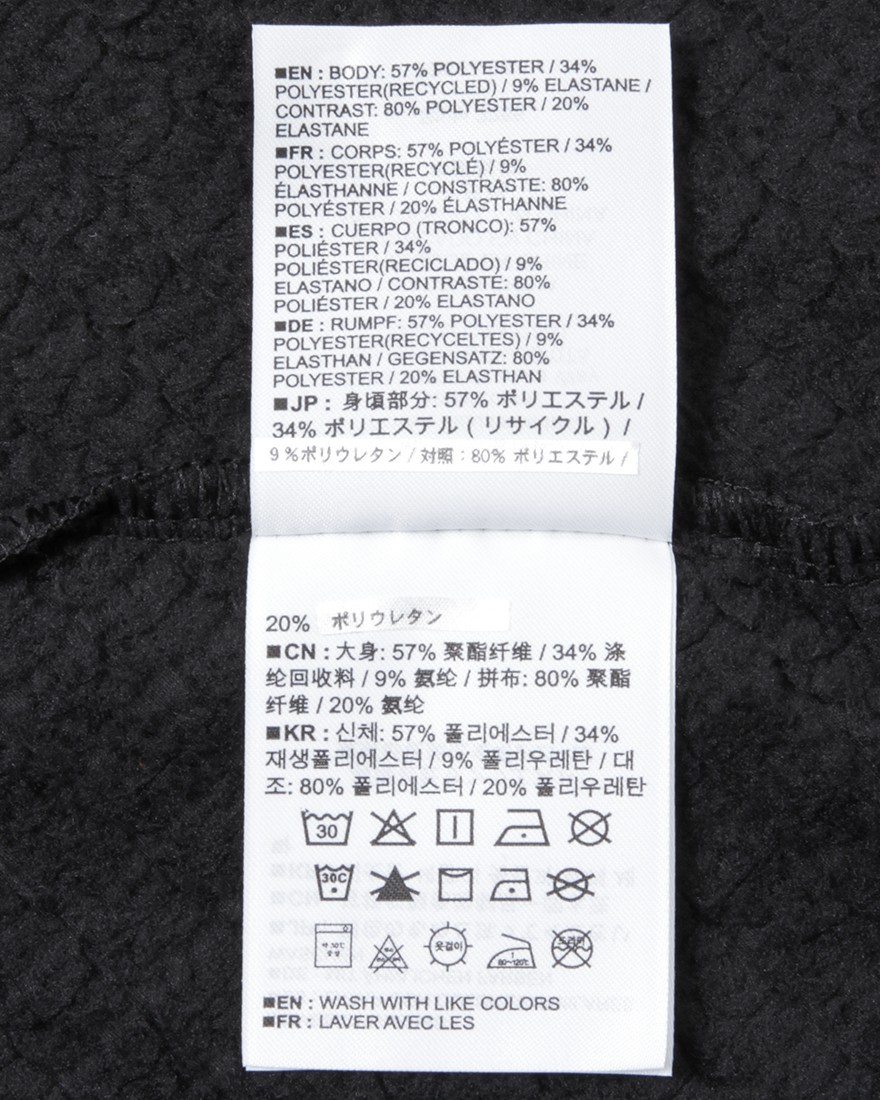 ■EN : BODY: 57% POLYESTER / 34%
POLYESTER(RECYCLED) / 9% ELASTANE /
CONTRAST: 80% POLYESTER / 20%
ELASTANE
■FR : CORPS: 57% POLYÉSTER / 34%
POLYESTER(RECYCLÉ) / 9%
ÉLASTHANNE / CONSTRASTE: 80%
POLYÉSTER / 20% ÉLASTHANNE
■ES : CUERPO (TRONCO): 57%
POLIÉSTER / 34%
POLIÉSTER(RECICLADO) / 9%
ELASTANO / CONTRASTE: 80%
POLIÉSTER / 20% ELASTANO
■DE : RUMPF: 57% POLYESTER / 34%
POLYESTER(RECYCELTES) / 9%
ELASTHAN / GEGENSATZ: 80%
POLYESTER / 20% ELASTHAN
■JP : 身頃部分: 57% ポリエステル /
34% ポリエステル ( リサイクル ) /
9%ポリウレタン / 対照：80% ポリエステル /
20% ポリウレタン
■CN : 大身: 57% 聚酯纤维 / 34% 涤
纶回收料 / 9% 氨纶 / 拼布: 80% 聚酯
纤维 / 20% 氨纶
■KR : 신체: 57% 폴리에스터 / 34%
재생폴리에스터 / 9% 폴리우레탄 / 대
조: 80% 폴리에스터 / 20% 폴리우레탄
30
30C
약 30℃ 중성 옷걸이 80~120℃ 드라이
■EN : WASH WITH LIKE COLORS
■FR : LAVER AVEC LES